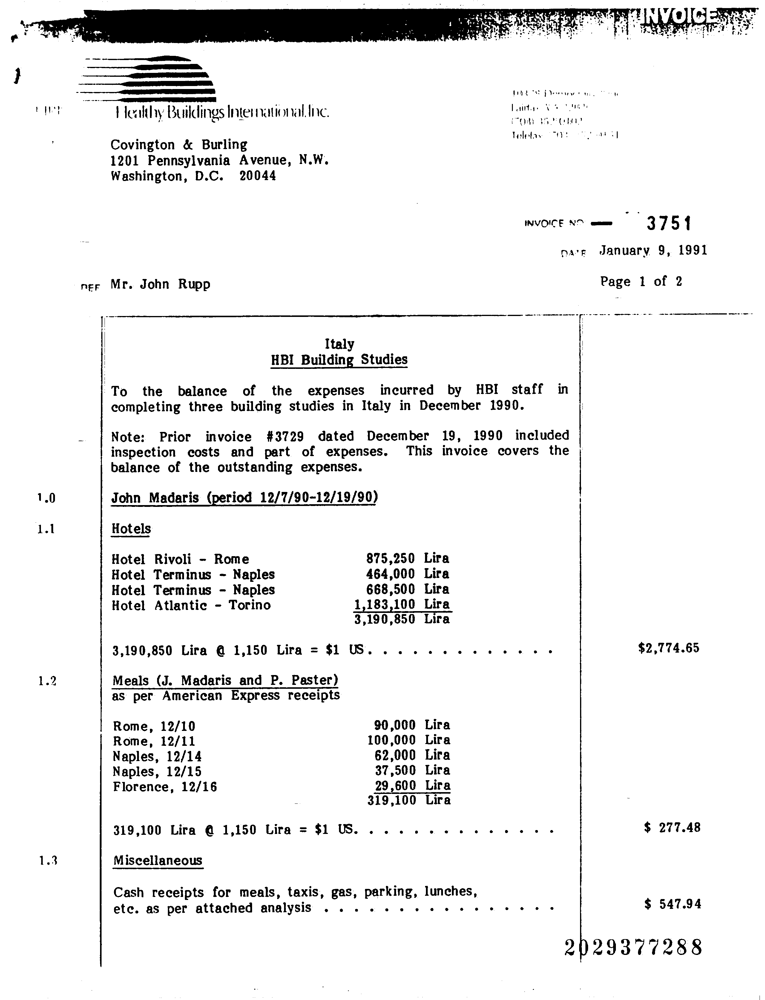 INVOICE
Healthy Buildings International, Inc.
Covington & Burling
1201 Pennsylvania Avenue, N.W.
Washington, D.C. 20044
INVOICE NO — 3751
DATE January 9, 1991
REF Mr. John Rupp
Page 1 of 2
Italy
HBI Building Studies
To the balance of the expenses incurred by HBI staff in
completing three building studies in Italy in December 1990.
Note: Prior invoice #3729 dated December 19, 1990 included
inspection costs and part of expenses. This invoice covers the
balance of the outstanding expenses.
1.0 John Madaris (period 12/7/90-12/19/90)
1.1 Hotels
Hotel Rivoli - Rome 875,250 Lira
Hotel Terminus - Naples 464,000 Lira
Hotel Terminus - Naples 668,500 Lira
Hotel Atlantic - Torino 1,183,100 Lira
3,190,850 Lira
3,190,850 Lira @ 1,150 Lira = $1 US. . . . . . . . . . . . . . $2,774.65
1.2 Meals (J. Madaris and P. Paster)
as per American Express receipts
Rome, 12/10 90,000 Lira
Rome, 12/11 100,000 Lira
Naples, 12/14 62,000 Lira
Naples, 12/15 37,500 Lira
Florence, 12/16 29,600 Lira
319,100 Lira
319,100 Lira @ 1,150 Lira = $1 US. . . . . . . . . . . . . . . $ 277.48
1.3 Miscellaneous
Cash receipts for meals, taxis, gas, parking, lunches,
etc. as per attached analysis . . . . . . . . . . . . . . . . . $ 547.94
2029377288